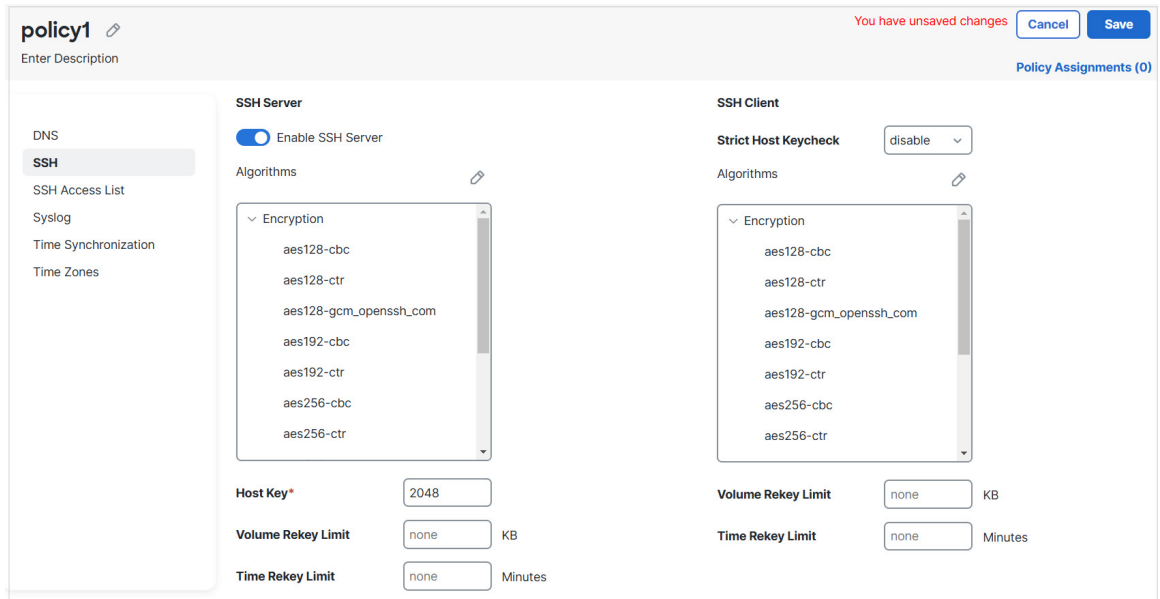 policy1
You have unsaved changes
Cancel
Save
Enter Description
Policy Assignments (0)
DNS
SSH
SSH Access List
Syslog
Time Synchronization
Time Zones
SSH Server
Enable SSH Server
Algorithms
Encryption
aes128-cbc
aes128-ctr
aes128-gcm_openssh_com
aes192-cbc
aes192-ctr
aes256-cbc
aes256-ctr
Host Key* 2048
Volume Rekey Limit none KB
Time Rekey Limit none Minutes
SSH Client
Strict Host Keycheck disable
Algorithms
Encryption
aes128-cbc
aes128-ctr
aes128-gcm_openssh_com
aes192-cbc
aes192-ctr
aes256-cbc
aes256-ctr
Volume Rekey Limit none KB
Time Rekey Limit none Minutes